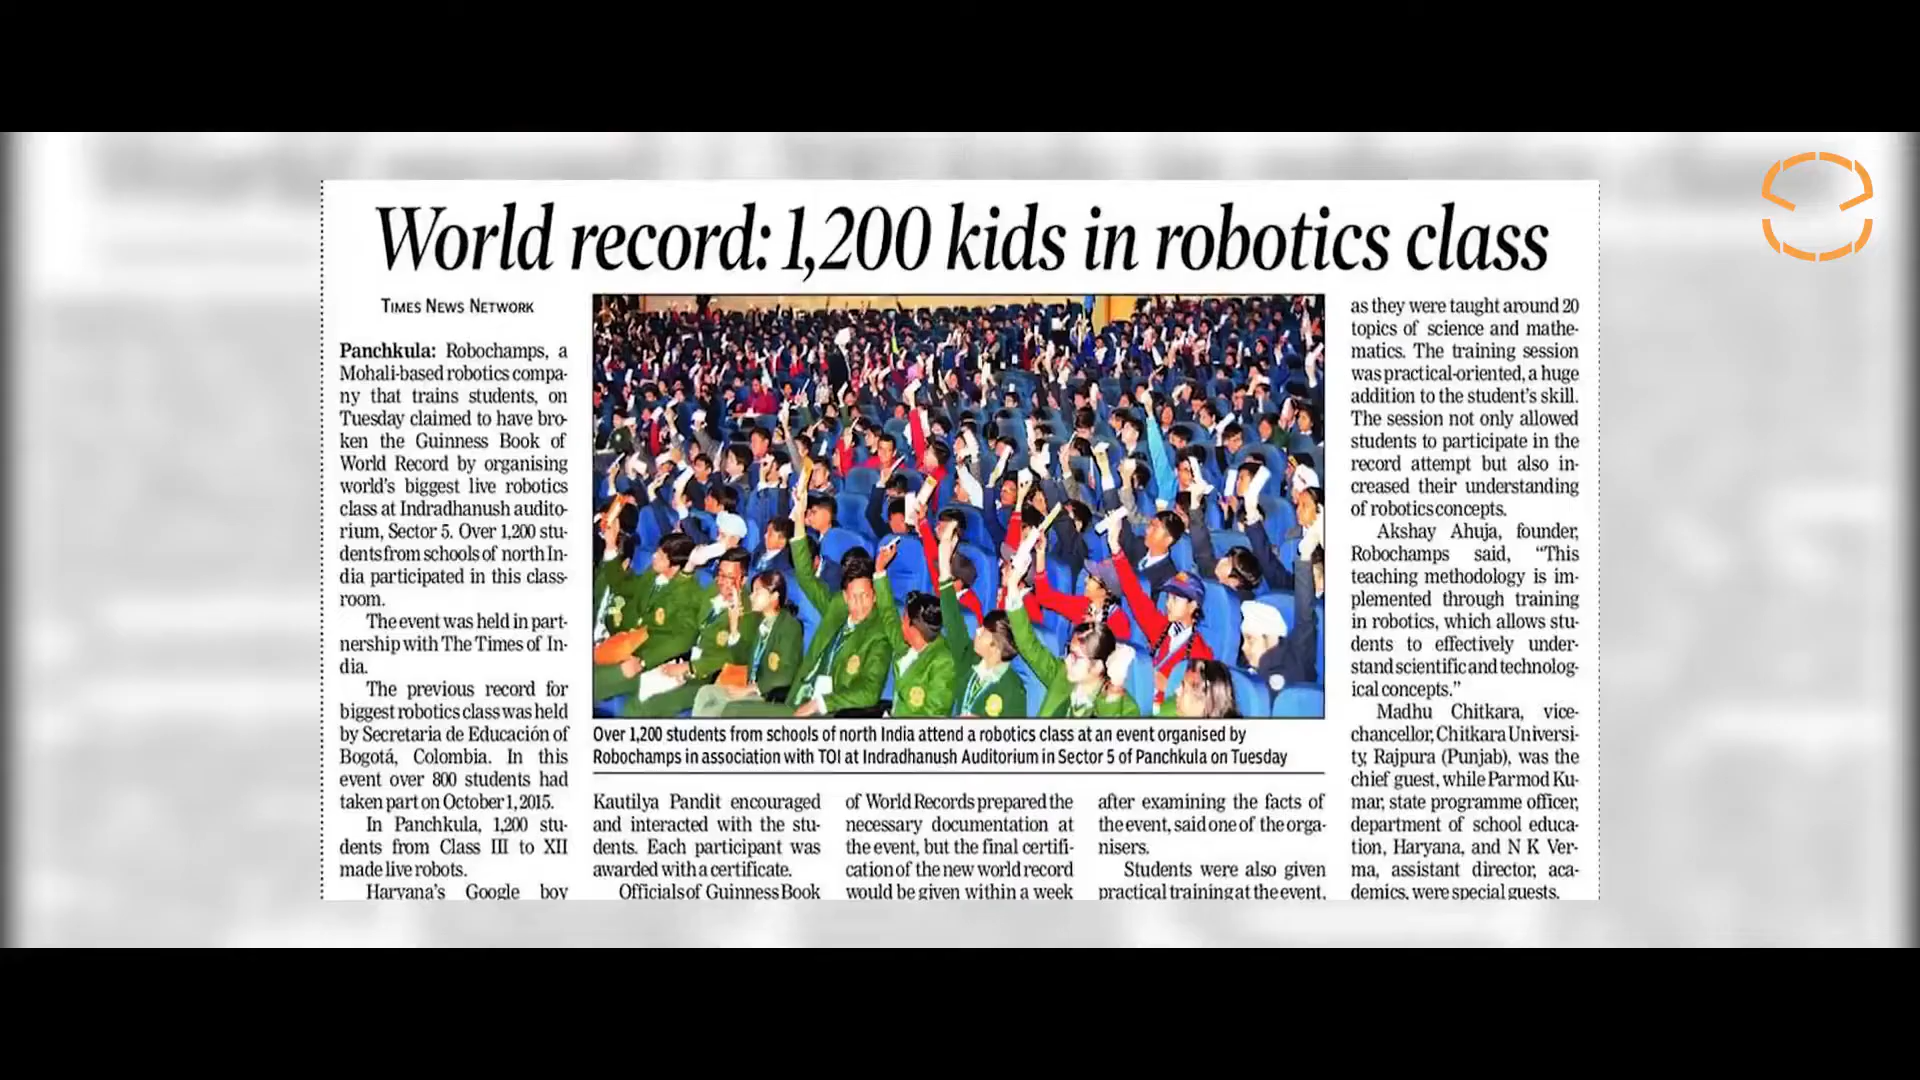 World record: 1,200 kids in robotics class
TIMES NEWS NETWORK
Panchkula: Robochamps, a
Mohali-based robotics compa-
ny that trains students, on
Tuesday claimed to have bro-
ken the Guinness Book of
World Record by organising
world's biggest live robotics
class at Indradhanush audito-
rium, Sector 5. Over 1,200 stu-
dents from schools of north In-
dia participated in this class-
room.
The event was held in part-
nership with The Times of In-
dia.
The previous record for
biggest robotics class was held
by Secretaria de Educación of
Bogotá, Colombia. In this
event over 800 students had
taken part on October 1, 2015.
In Panchkula, 1,200 stu-
dents from Class III to XII
made live robots.
Haryana's Google boy
Over 1,200 students from schools of north India attend a robotics class at an event organised by
Robochamps in association with TOI at Indradhanush Auditorium in Sector 5 of Panchkula on Tuesday
Kautilya Pandit encouraged
and interacted with the stu-
dents. Each participant was
awarded with a certificate.
Officials of Guinness Book
of World Records prepared the
necessary documentation at
the event, but the final certifi-
cation of the new world record
would be given within a week
after examining the facts of
the event, said one of the orga-
nisers.
Students were also given
practical training at the event,
as they were taught around 20
topics of science and mathe-
matics. The training session
was practical-oriented, a huge
addition to the student's skill.
The session not only allowed
students to participate in the
record attempt but also in-
creased their understanding
of robotics concepts.
Akshay Ahuja, founder,
Robochamps said, “This
teaching methodology is im-
plemented through training
in robotics, which allows stu-
dents to effectively under-
stand scientific and technolog-
ical concepts.”
Madhu Chitkara, vice-
chancellor, Chitkara Universi-
ty, Rajpura (Punjab), was the
chief guest, while Parmod Ku-
mar, state programme officer,
department of school educa-
tion, Haryana, and N K Ver-
ma, assistant director, aca-
demics, were special guests.